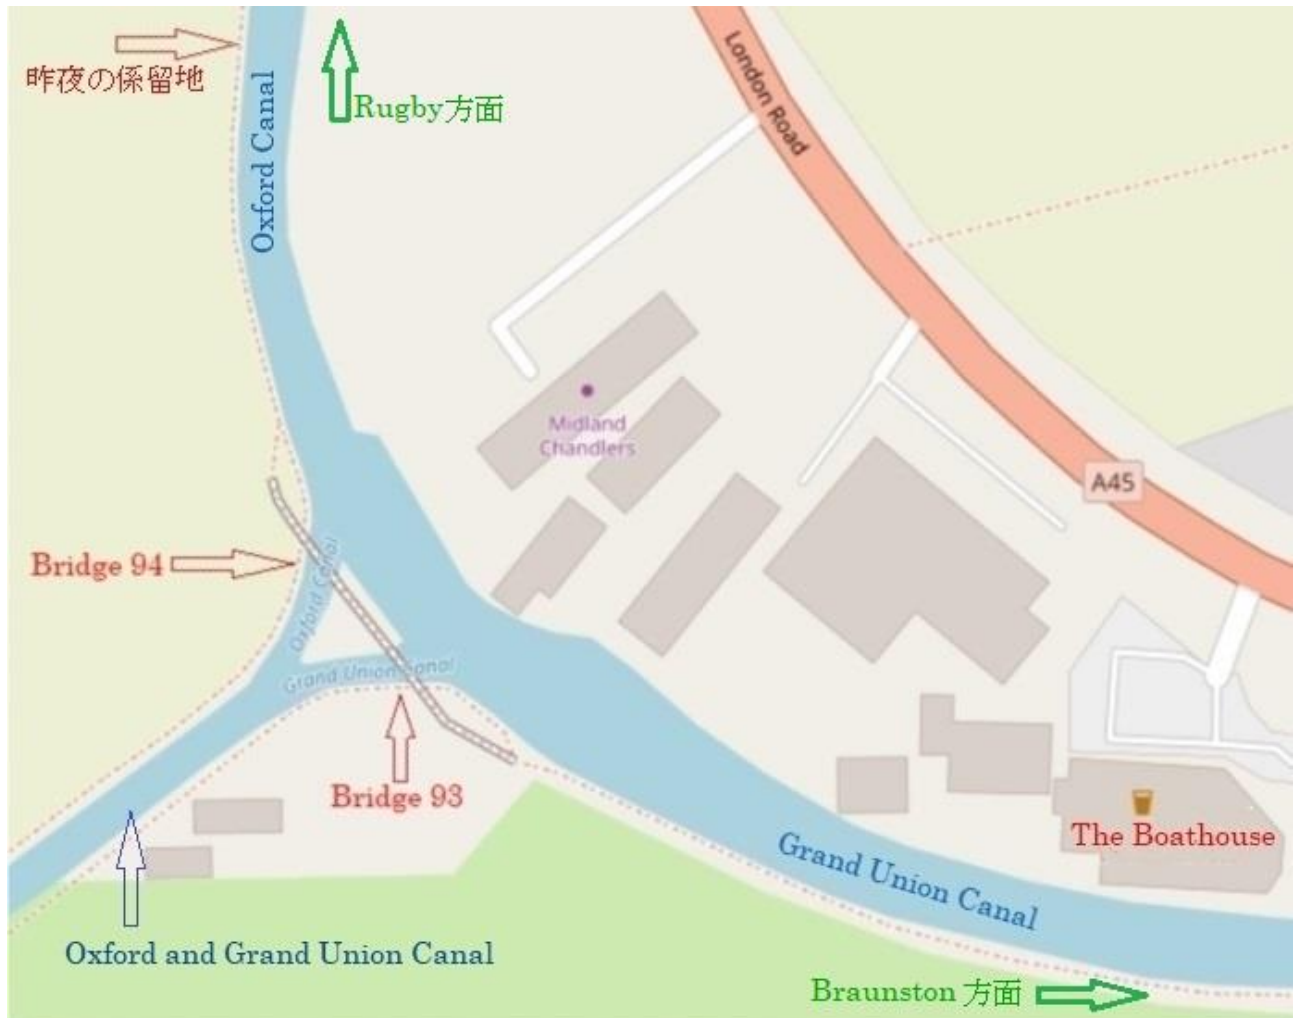 昨夜の係留地
Oxford Canal
Rugby方面
London Road
Midland
Chandlers
A45
Bridge 94
Oxford Canal
Grand Union Canal
Bridge 93
The Boathouse
Grand Union Canal
Oxford and Grand Union Canal
Braunston 方面